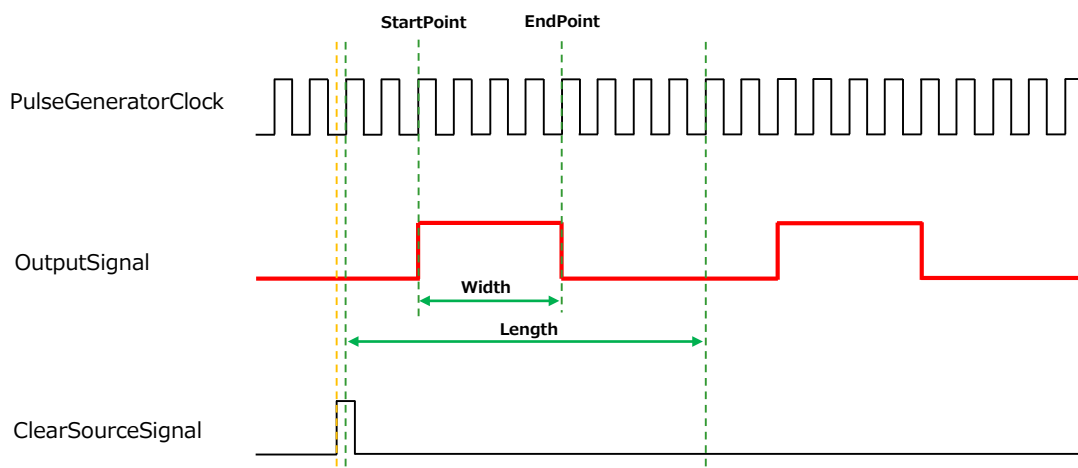 StartPoint
EndPoint
PulseGeneratorClock
OutputSignal
Width
Length
ClearSourceSignal